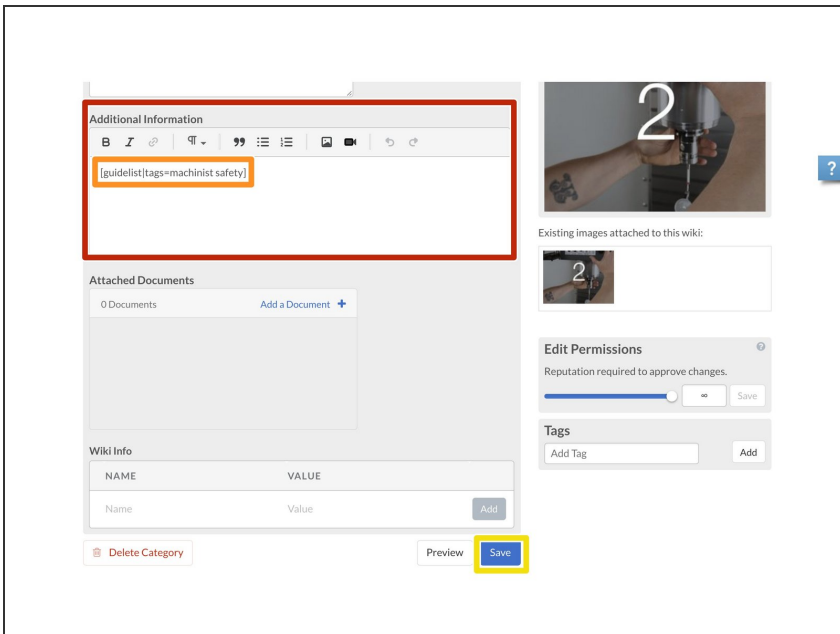 Additional Information
B I ¶ ❞
[guidelist|tags=machinist safety]
Attached Documents
0 Documents Add a Document +
Wiki Info
NAME VALUE
Name Value Add
Delete Category Preview Save
2
Existing images attached to this wiki:
2
Edit Permissions ?
Reputation required to approve changes.
∞ Save
Tags
Add Tag Add
?